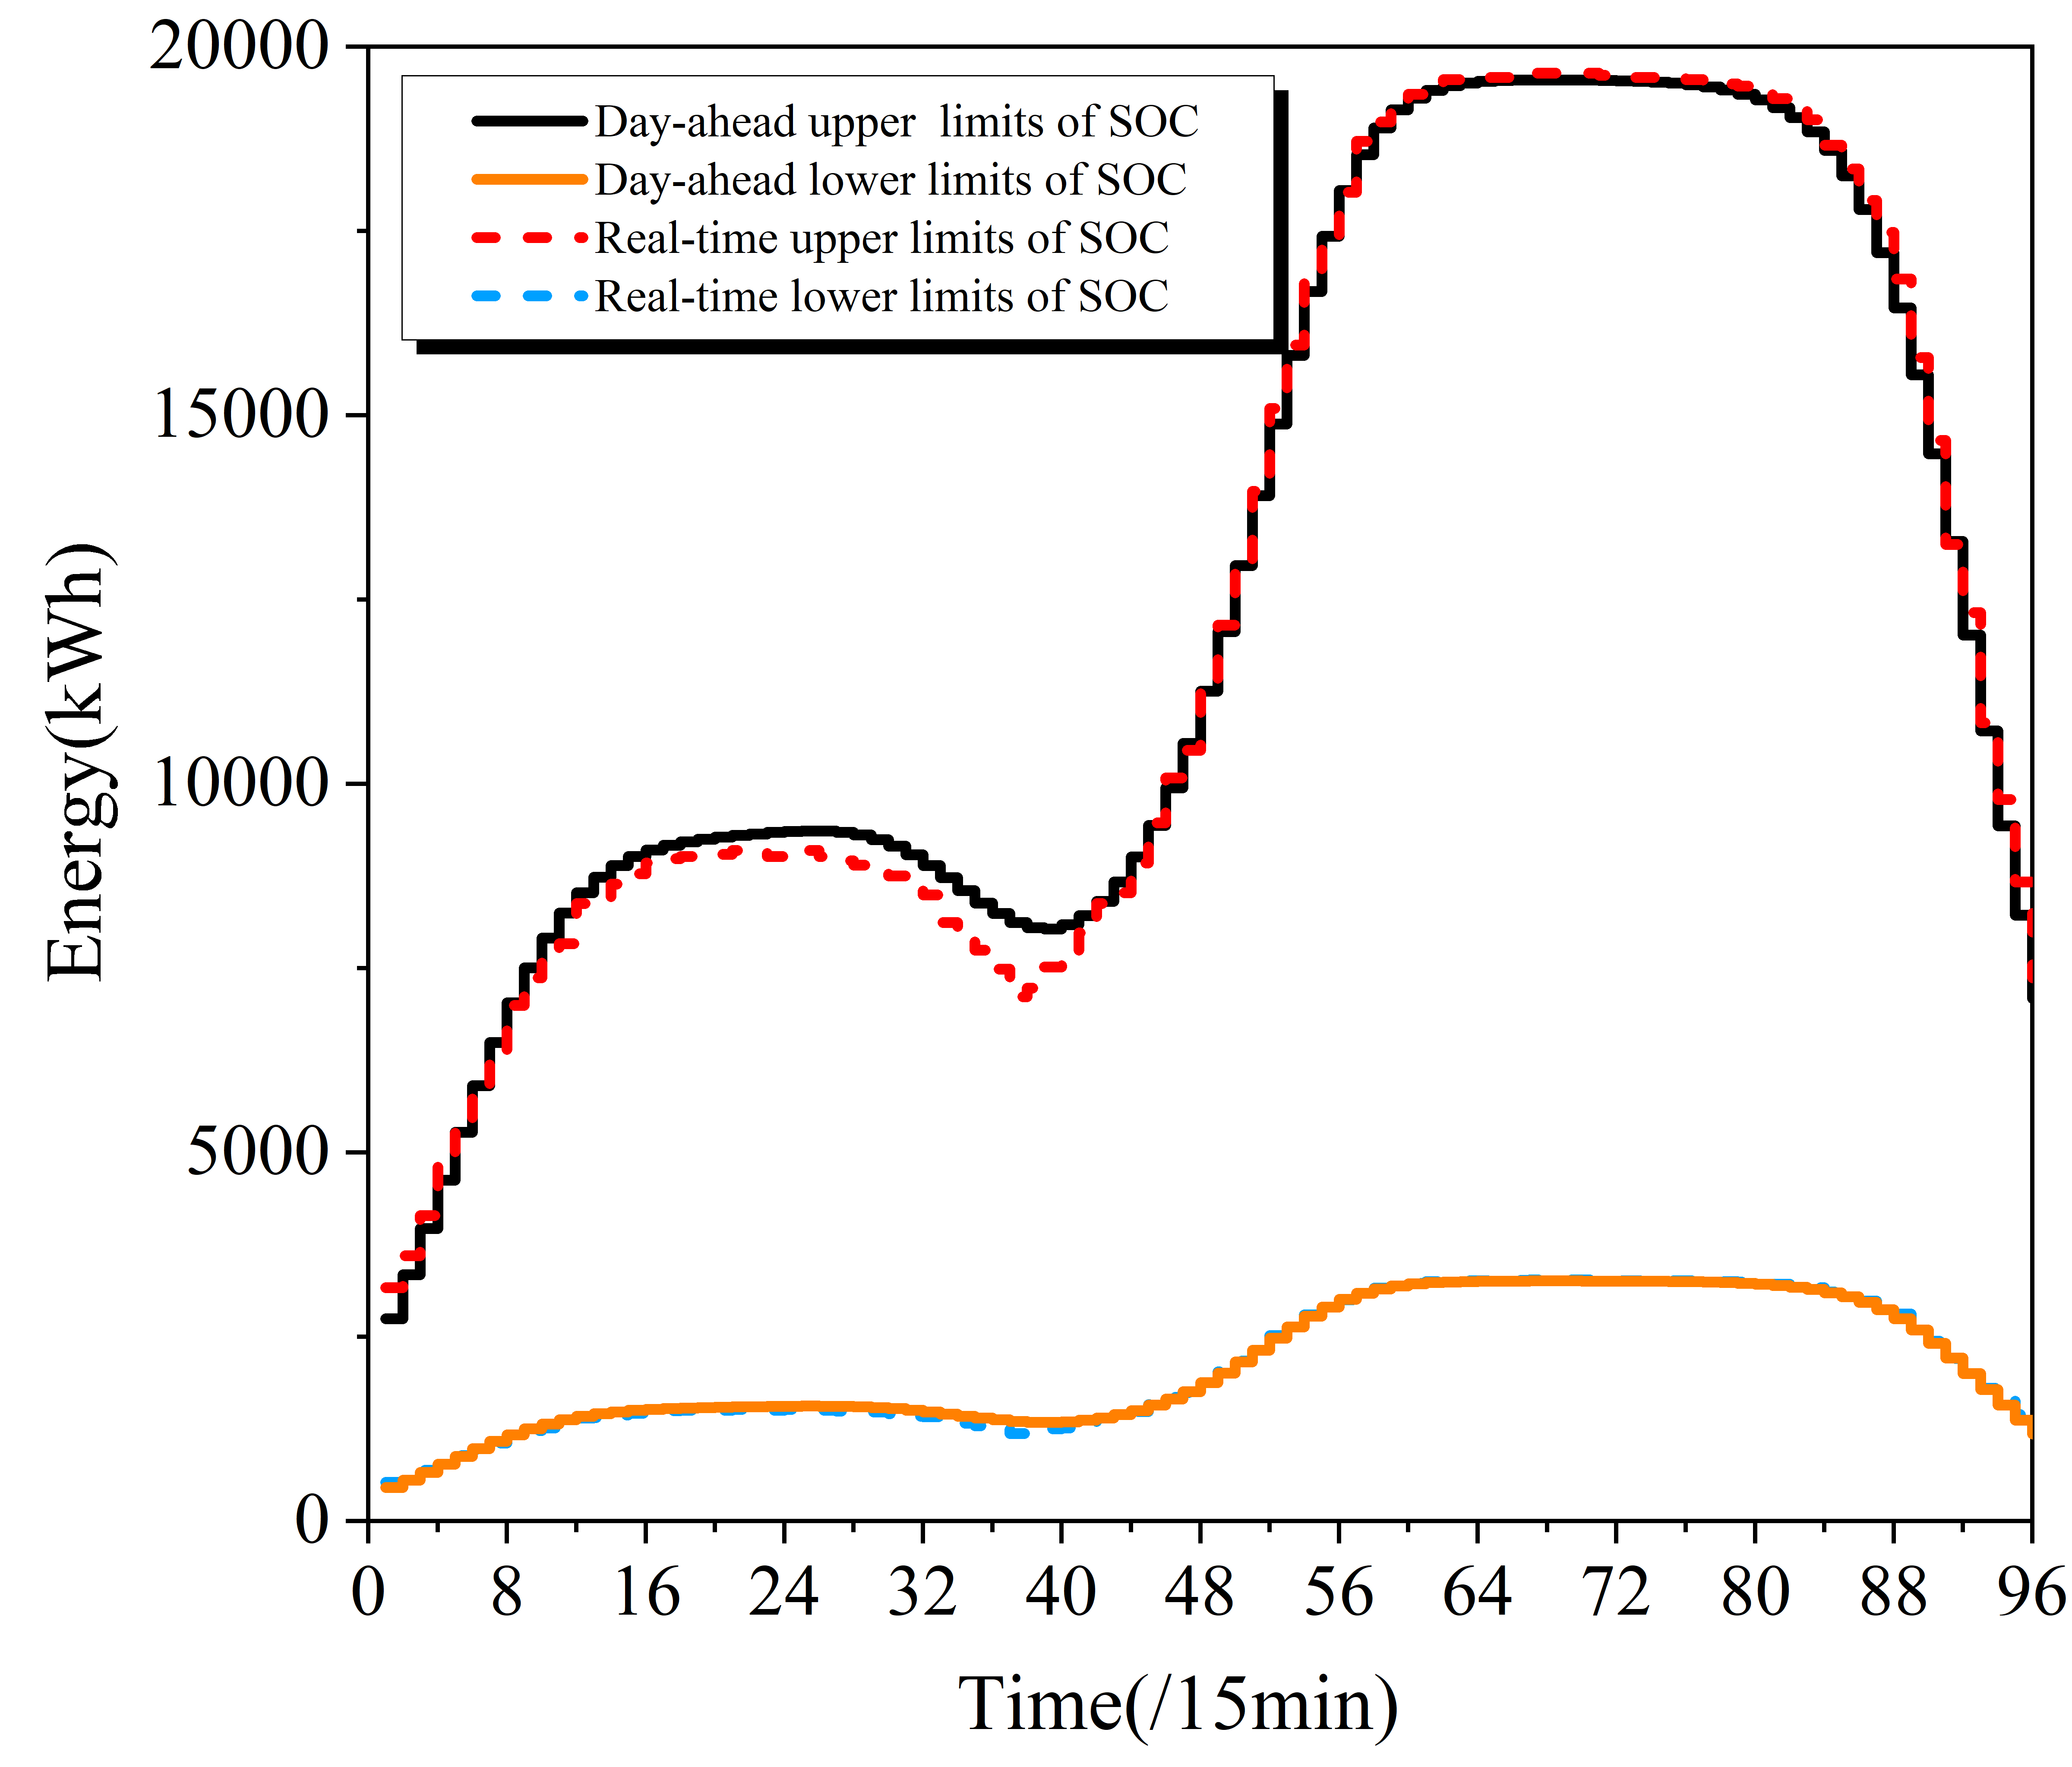 20000
15000
10000
5000
0
Energy(kWh)
Day-ahead upper  limits of SOC
Day-ahead lower limits of SOC
Real-time upper limits of SOC
Real-time lower limits of SOC
0 8 16 24 32 40 48 56 64 72 80 88 96
Time(/15min)